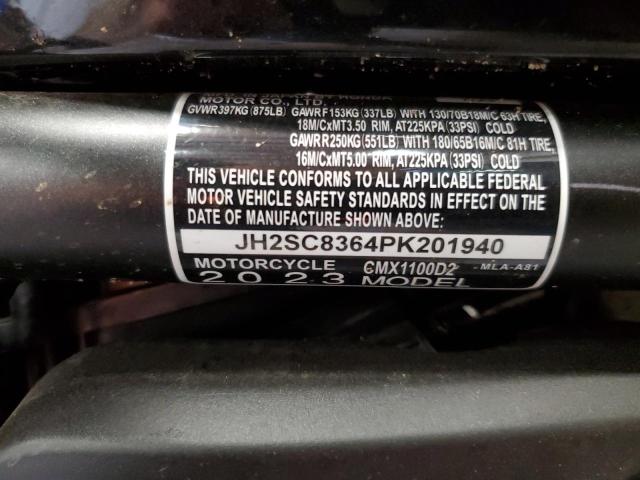 MOTOR CO., LTD.
GVWR397KG (875LB) GAWRF153KG (337LB) WITH 130/70B18M/C 63H TIRE,
18M/CxMT3.50 RIM, AT225KPA (33PSI) COLD
GAWRR250KG (551LB) WITH 180/65B16M/C 81H TIRE,
16M/CxMT5.00 RIM, AT225KPA (33PSI) COLD
THIS VEHICLE CONFORMS TO ALL APPLICABLE FEDERAL
MOTOR VEHICLE SAFETY STANDARDS IN EFFECT ON THE
DATE OF MANUFACTURE SHOWN ABOVE:
JH2SC8364PK201940
MOTORCYCLE CMX1100D2 -MLA-A81
2023 MODEL